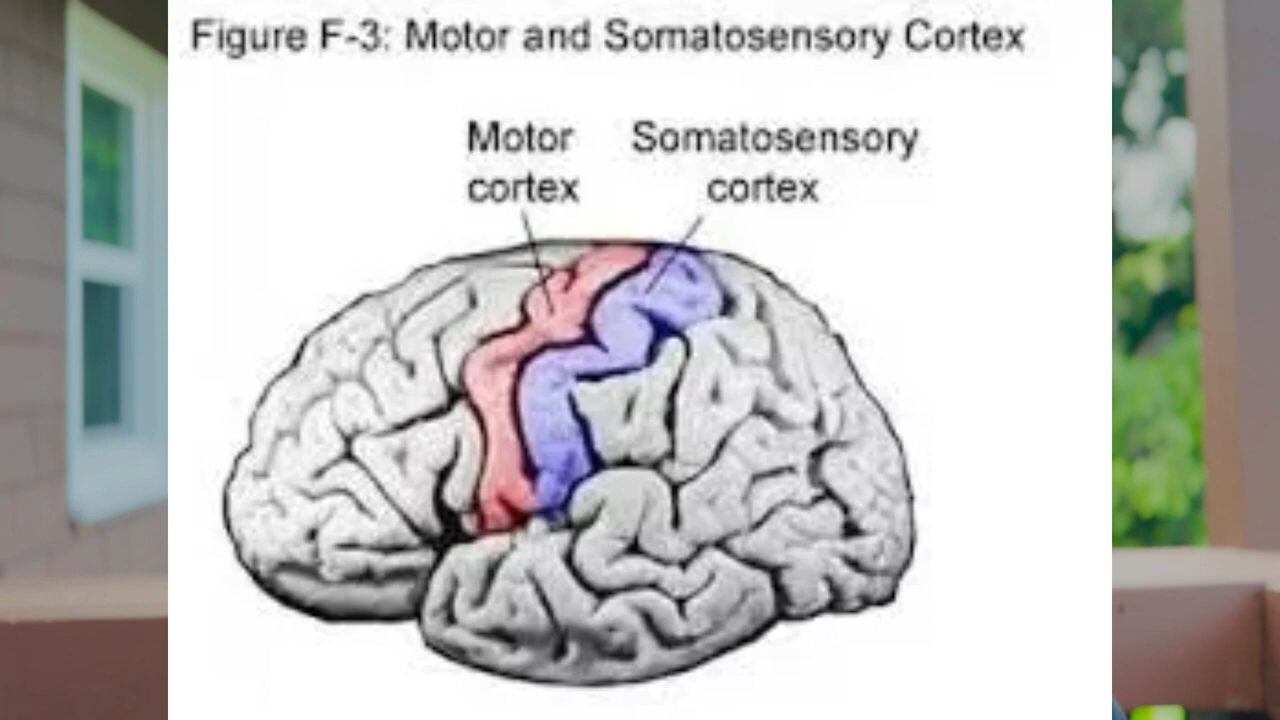 Figure F-3: Motor and Somatosensory Cortex
Motor
cortex
Somatosensory
cortex